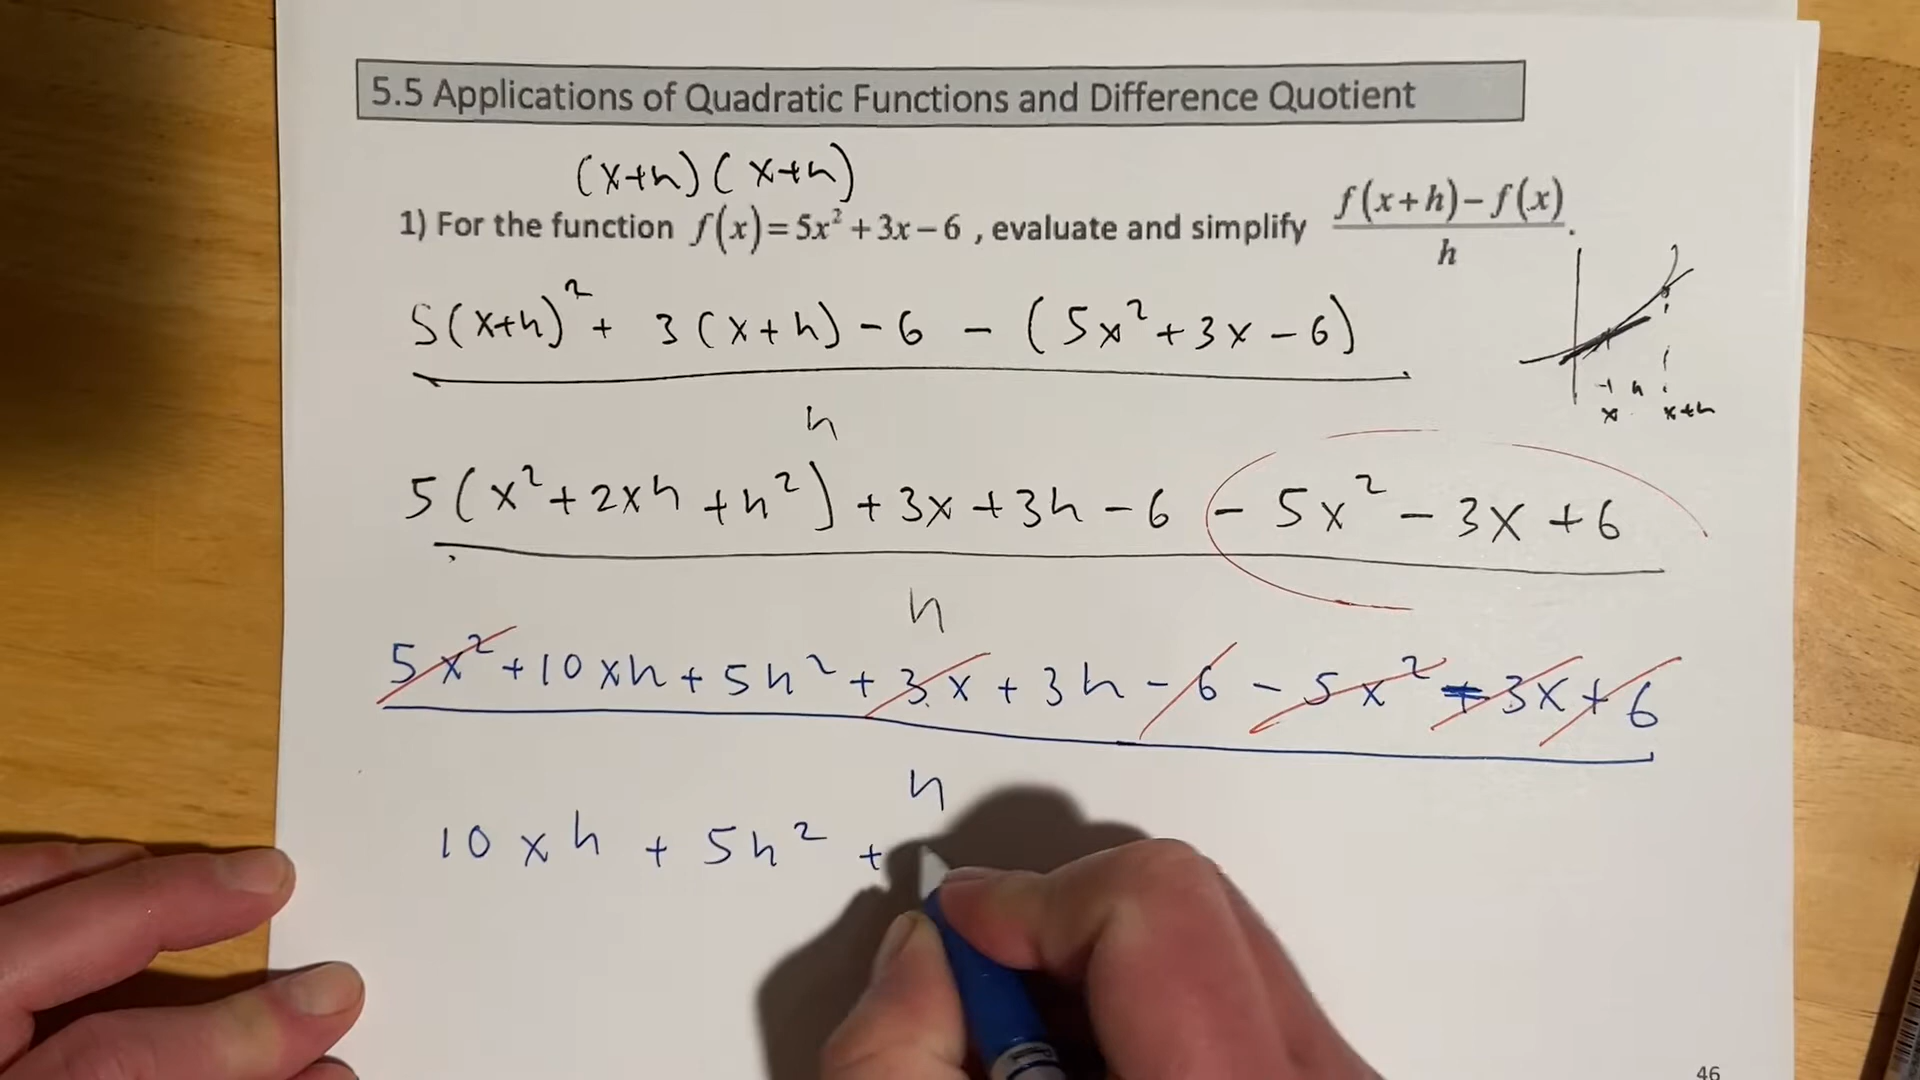 5.5 Applications of Quadratic Functions and Difference Quotient
(x+h)(x+h)
1) For the function f(x)=5x²+3x−6 , evaluate and simplify f(x+h)−f(x)
h .
5(x+h)² + 3(x+h) − 6 − (5x²+3x−6)
h
-1 h
x x+h
5(x²+2xh+h²)+3x+3h−6 −5x²−3x+6
h
5x²+10xh+5h²+3x+3h−6−5x²−3x+6
h
10xh + 5h² +
46